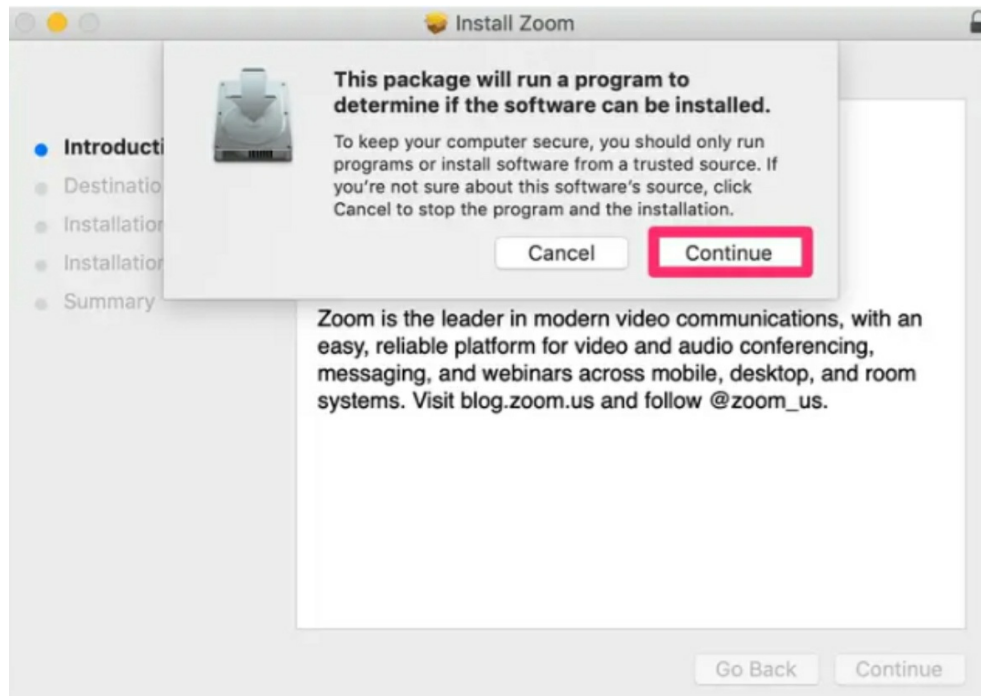 Install Zoom
This package will run a program to
determine if the software can be installed.
To keep your computer secure, you should only run
programs or install software from a trusted source. If
you're not sure about this software's source, click
Cancel to stop the program and the installation.
Cancel
Continue
Introducti
Destinatio
Installation
Installation
Summary
Zoom is the leader in modern video communications, with an
easy, reliable platform for video and audio conferencing,
messaging, and webinars across mobile, desktop, and room
systems. Visit blog.zoom.us and follow @zoom_us.
Go Back
Continue